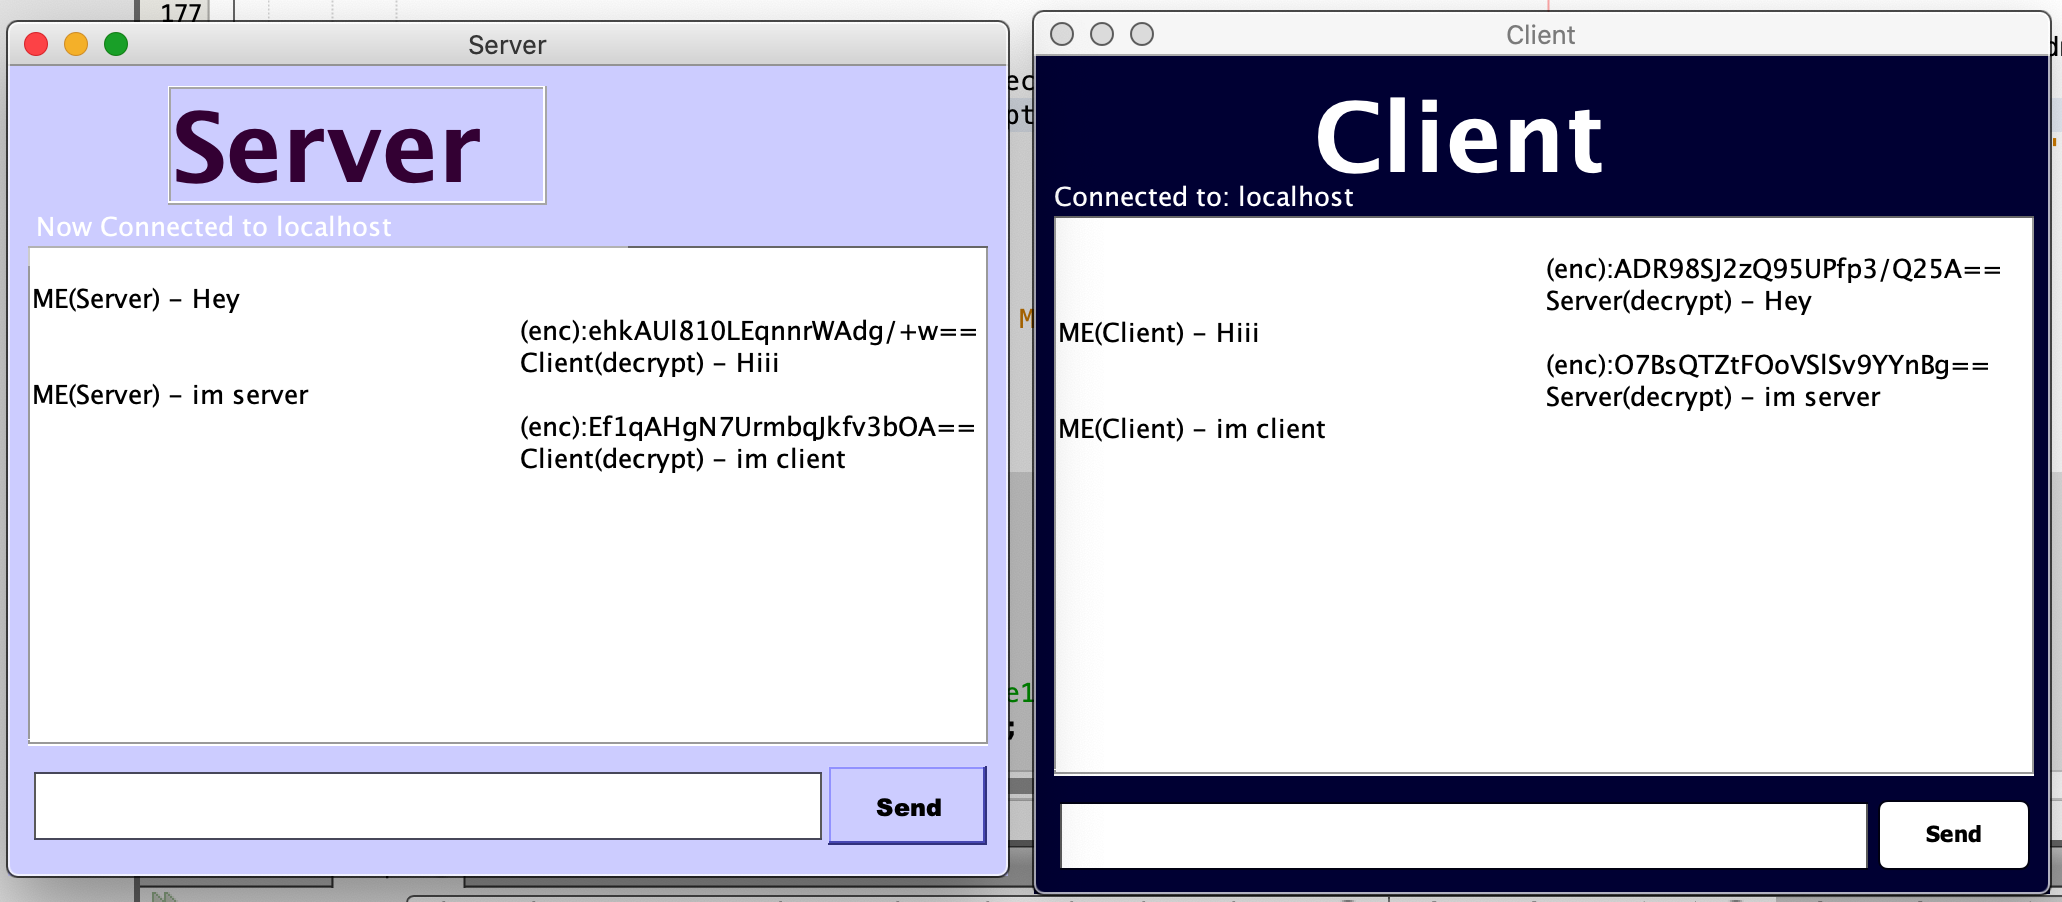 177
Server
Server
Now Connected to localhost
ME(Server) - Hey
(enc):ehkAUl810LEqnnrWAdg/+w==
Client(decrypt) - Hiii
ME(Server) - im server
(enc):Ef1qAHgN7UrmbqJkfv3bOA==
Client(decrypt) - im client
Send
Client
Client
Connected to: localhost
(enc):ADR98SJ2zQ95UPfp3/Q25A==
Server(decrypt) - Hey
ME(Client) - Hiii
(enc):O7BsQTZtFOoVSlSv9YYnBg==
Server(decrypt) - im server
ME(Client) - im client
Send